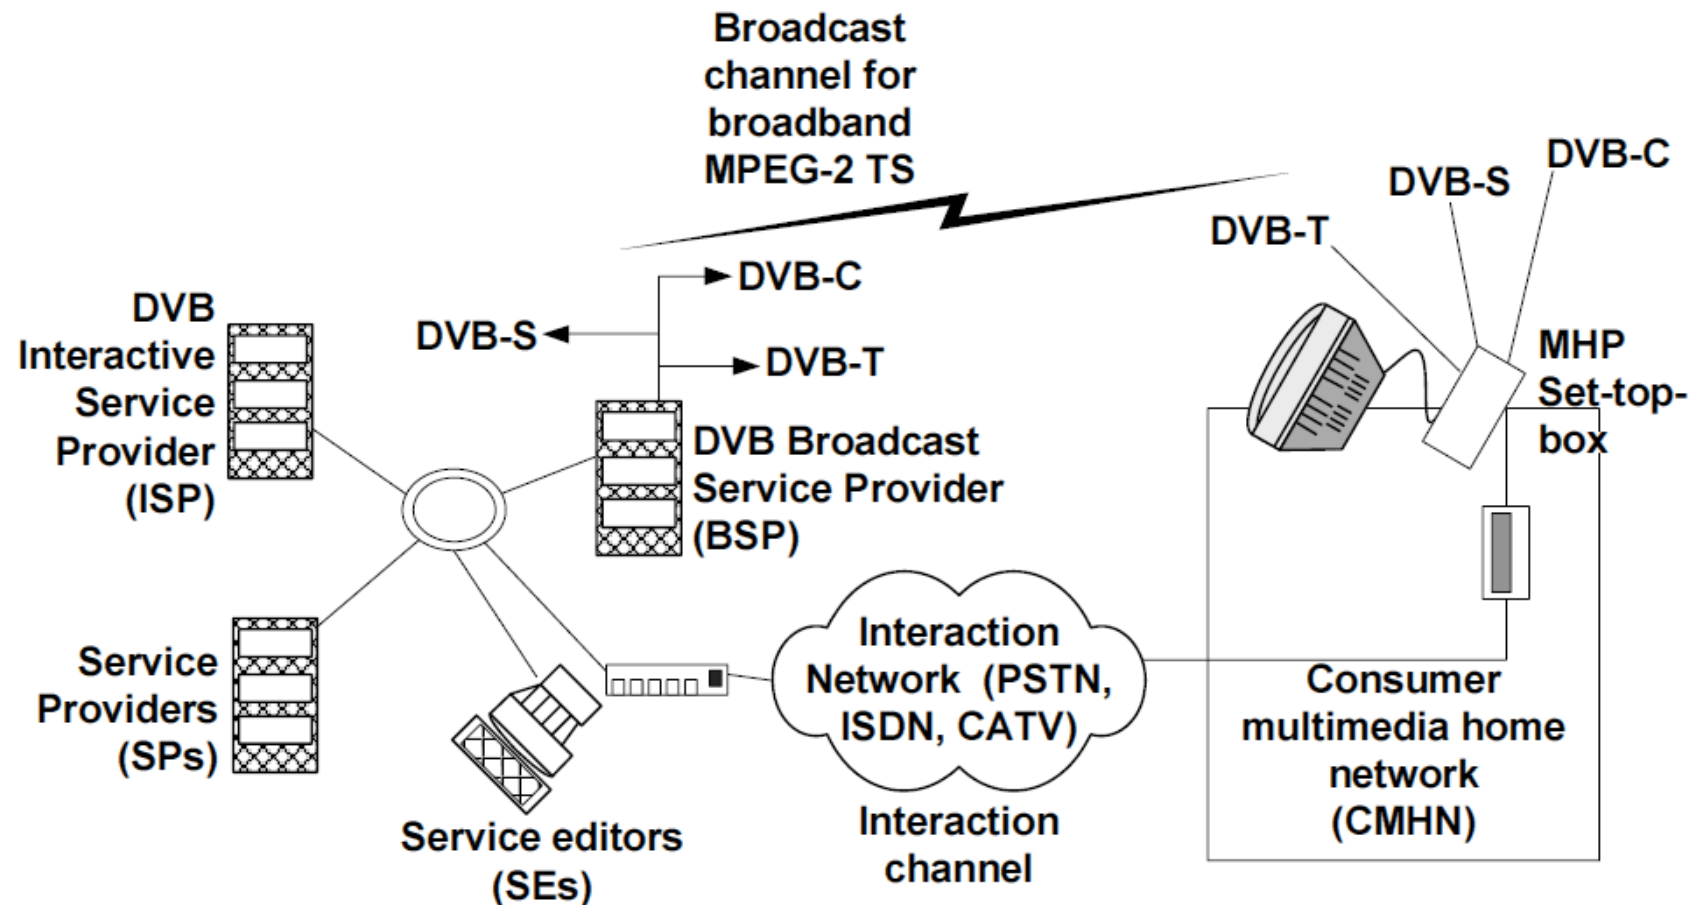 Broadcast
channel for
broadband
MPEG-2 TS
DVB-C
DVB-S
DVB-T
DVB-C
DVB-S
DVB-T
DVB
Interactive
Service
Provider
(ISP)
MHP
Set-top-
box
DVB Broadcast
Service Provider
(BSP)
Service
Providers
(SPs)
Interaction
Network (PSTN,
ISDN, CATV)
Consumer
multimedia home
network
(CMHN)
Service editors
(SEs)
Interaction
channel